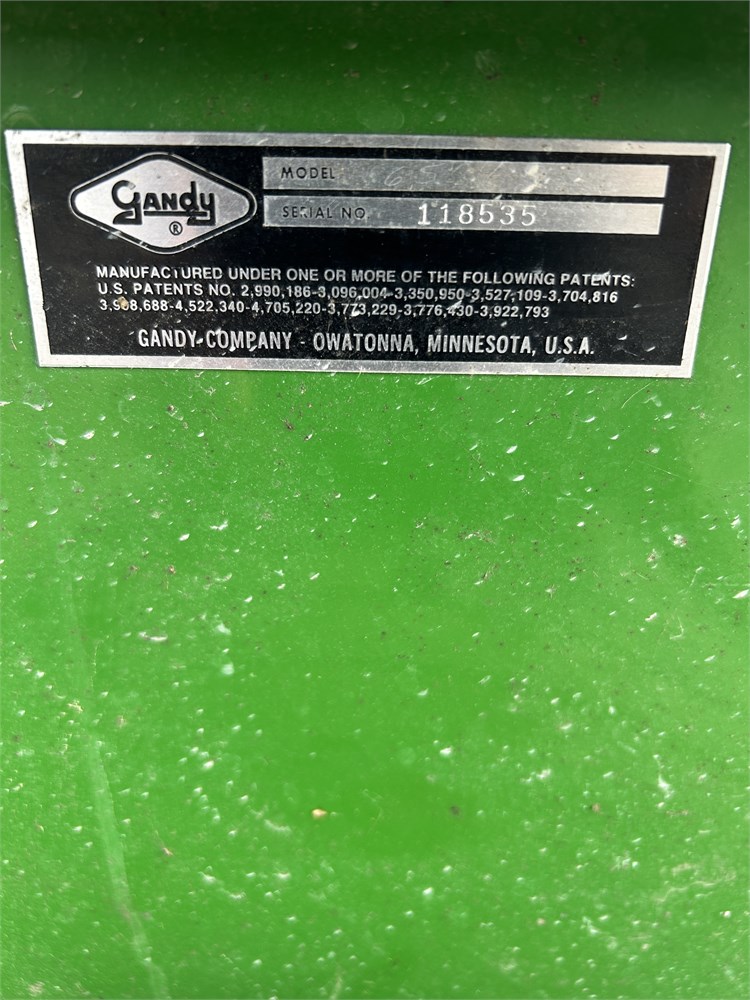 Gandy
®
MODEL
SERIAL NO. 118535
MANUFACTURED UNDER ONE OR MORE OF THE FOLLOWING PATENTS:
U.S. PATENTS NO. 2,990,186-3,096,004-3,350,950-3,527,109-3,704,816
3,908,688-4,522,340-4,705,220-3,773,229-3,776,430-3,922,793
GANDY COMPANY - OWATONNA, MINNESOTA, U.S.A.